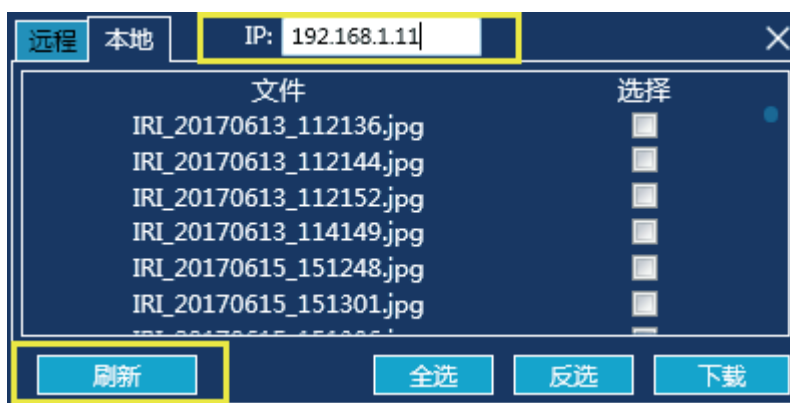 远程 本地 IP: 192.168.1.11
文件 选择
IRI_20170613_112136.jpg
IRI_20170613_112144.jpg
IRI_20170613_112152.jpg
IRI_20170613_114149.jpg
IRI_20170615_151248.jpg
IRI_20170615_151301.jpg
刷新 全选 反选 下载